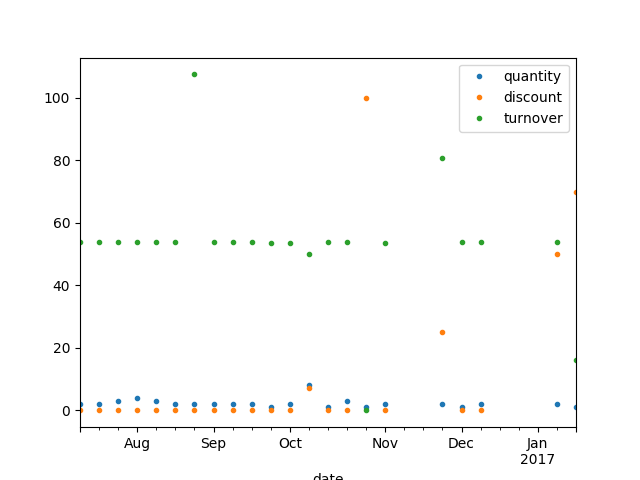 quantity
discount
turnover
100
80
60
40
20
0
Aug
Sep
Oct
Nov
Dec
Jan
2017
date